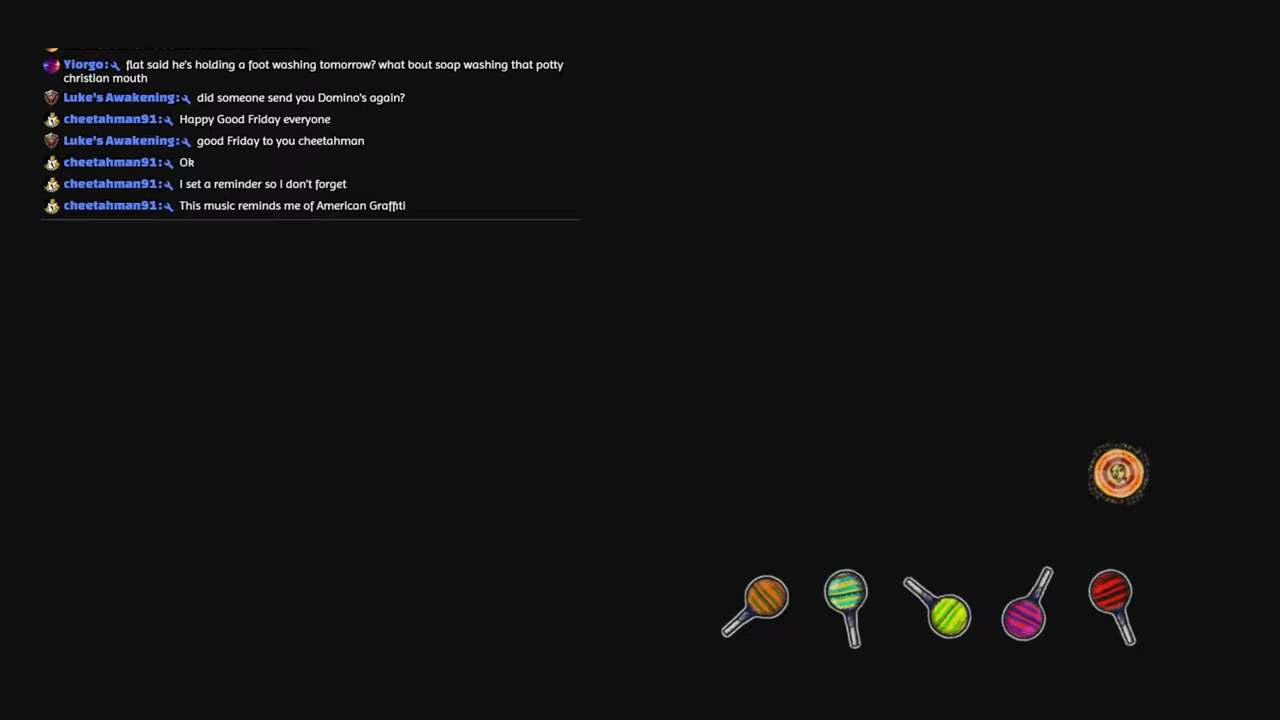 Yiorgo: flat said he's holding a foot washing tomorrow? what bout soap washing that potty
christian mouth
Luke's Awakening: did someone send you Domino's again?
cheetahman91: Happy Good Friday everyone
Luke's Awakening: good Friday to you cheetahman
cheetahman91: Ok
cheetahman91: I set a reminder so I don't forget
cheetahman91: This music reminds me of American Graffiti